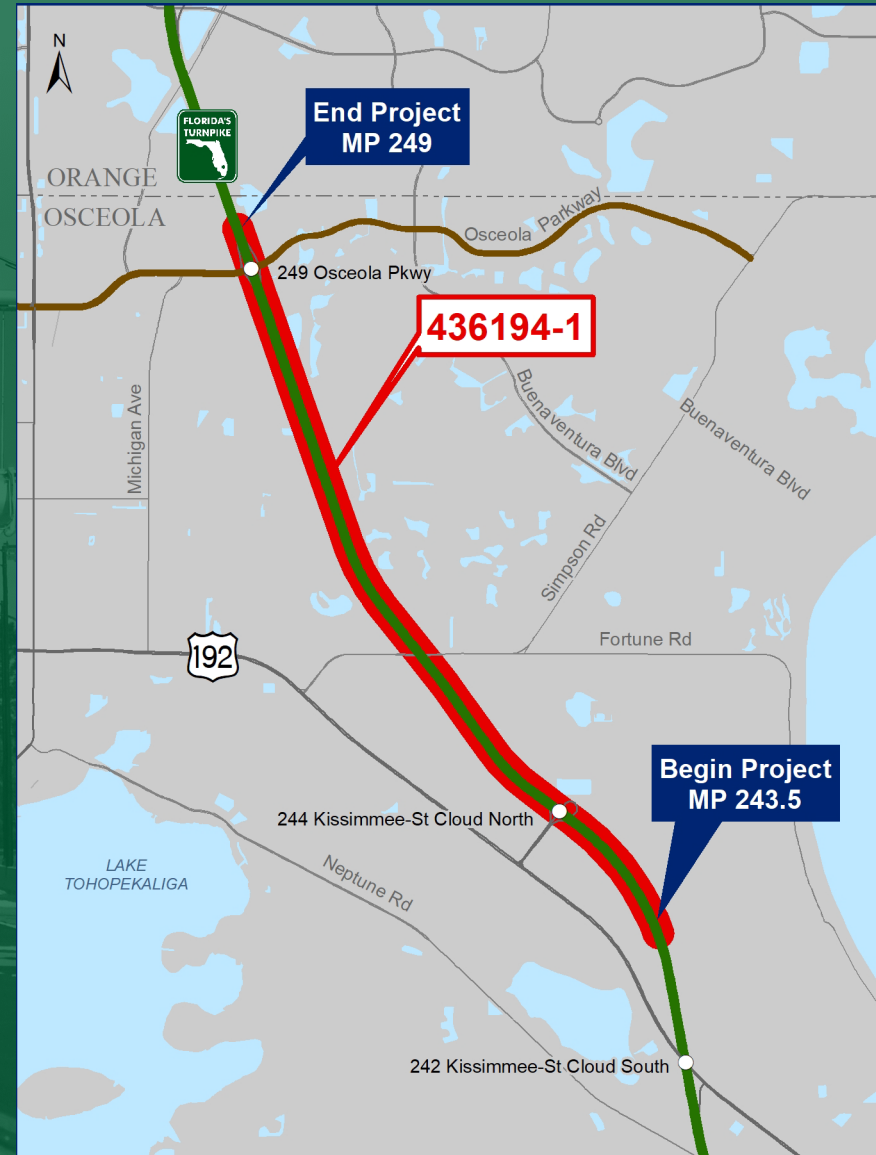 N
FLORIDA'S
TURNPIKE
End Project
MP 249
ORANGE
OSCEOLA
Osceola Parkway
249 Osceola Pkwy
436194-1
Michigan Ave
Buenaventura Blvd
Buenaventura Blvd
Simpson Rd
192
Fortune Rd
Begin Project
MP 243.5
244 Kissimmee-St Cloud North
LAKE
TOHOPEKALIGA
Neptune Rd
242 Kissimmee-St Cloud South